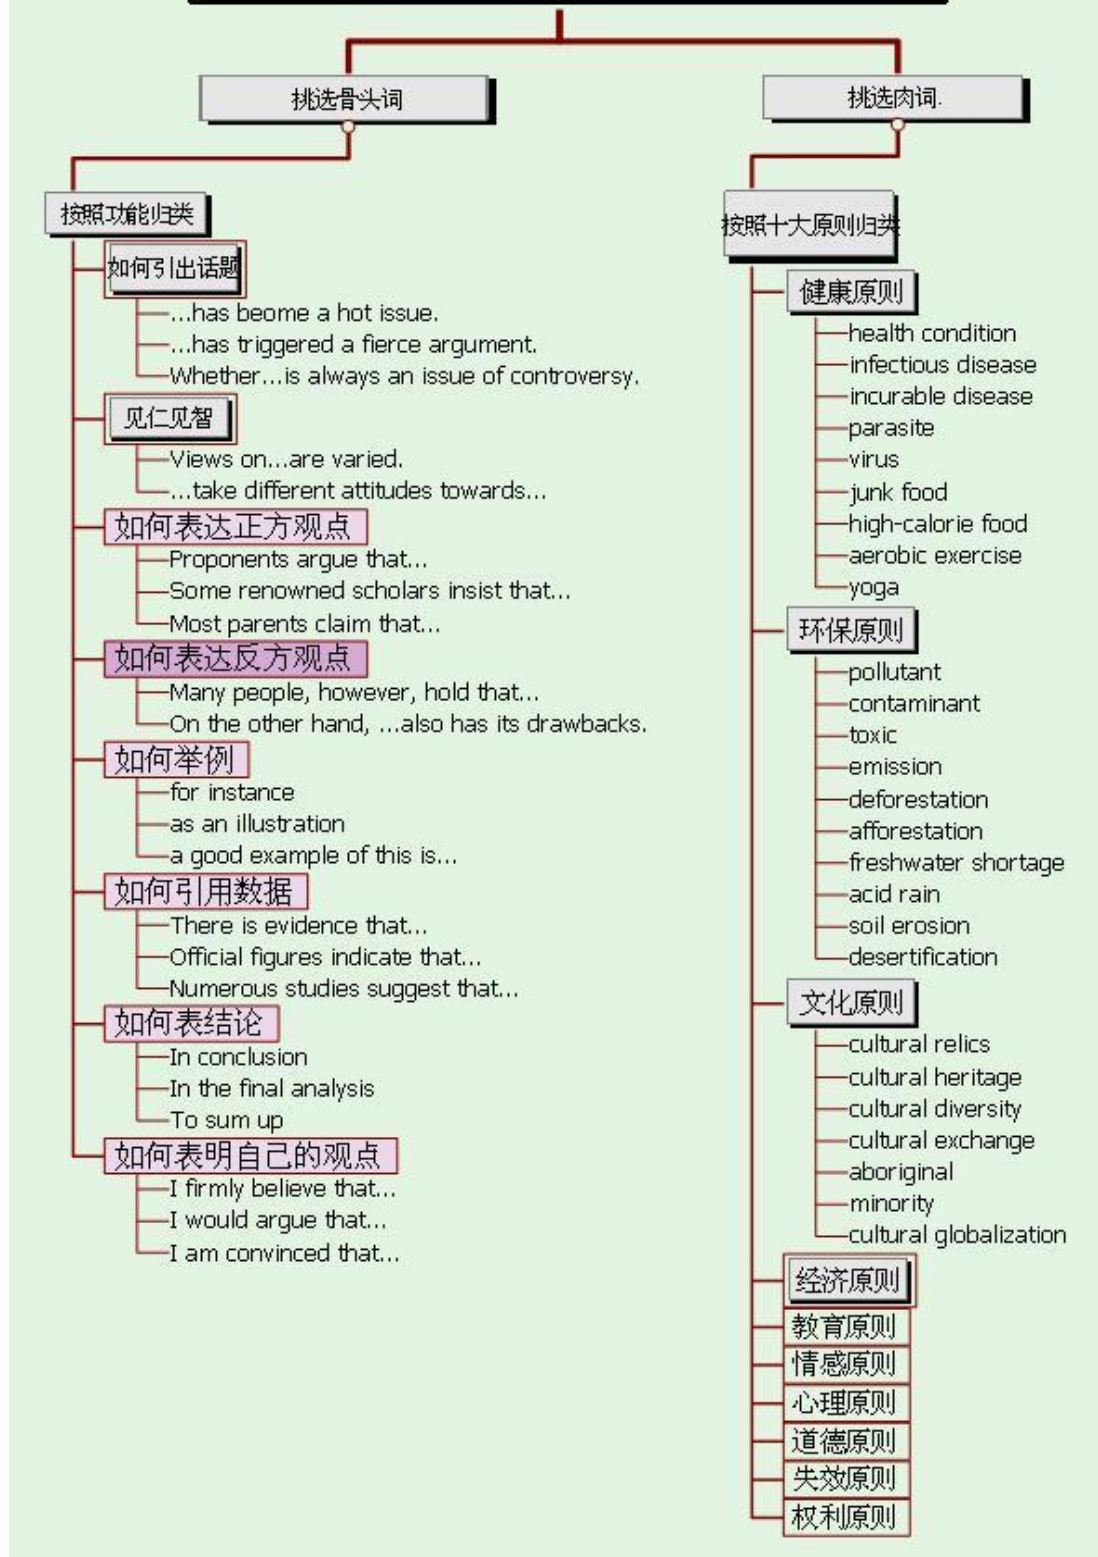 挑选骨头词
按照功能归类
如何引出话题
...has beome a hot issue.
...has triggered a fierce argument.
Whether...is always an issue of controversy.
见仁见智
Views on...are varied.
...take different attitudes towards...
如何表达正方观点
Proponents argue that...
Some renowned scholars insist that...
Most parents claim that...
如何表达反方观点
Many people, however, hold that...
On the other hand, ...also has its drawbacks.
如何举例
for instance
as an illustration
a good example of this is...
如何引用数据
There is evidence that...
Official figures indicate that...
Numerous studies suggest that...
如何表结论
In conclusion
In the final analysis
To sum up
如何表明自己的观点
I firmly believe that...
I would argue that...
I am convinced that...
挑选肉词.
按照十大原则归类
健康原则
health condition
infectious disease
incurable disease
parasite
virus
junk food
high-calorie food
aerobic exercise
yoga
环保原则
pollutant
contaminant
toxic
emission
deforestation
afforestation
freshwater shortage
acid rain
soil erosion
desertification
文化原则
cultural relics
cultural heritage
cultural diversity
cultural exchange
aboriginal
minority
cultural globalization
经济原则
教育原则
情感原则
心理原则
道德原则
失效原则
权利原则